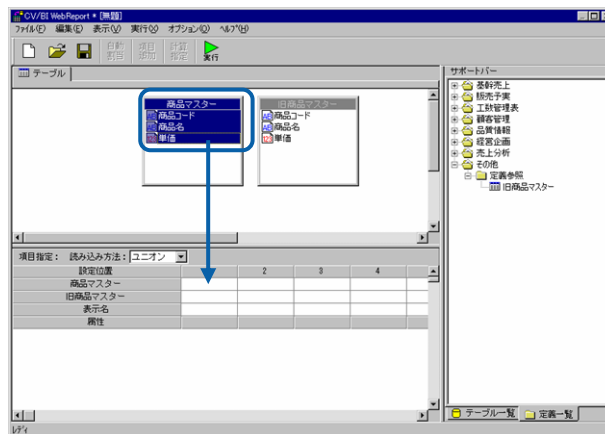 CV/BI WebReport * [無題]
ファイル(F) 編集(E) 表示(V) 実行(X) オプション(O) ヘルプ(H)
自動割当 項目追加 計算指定 実行
テーブル
商品マスター
商品コード
商品名
単価
旧商品マスター
商品コード
商品名
単価
項目指定: 読み込み方法: ユニオン
設定位置 2 3 4
商品マスター
旧商品マスター
表示名
属性
サポートバー
基幹売上
販売予実
工数管理表
顧客管理
品質情報
経営企画
売上分析
その他
定義参照
旧商品マスター
テーブル一覧 定義一覧
レディ